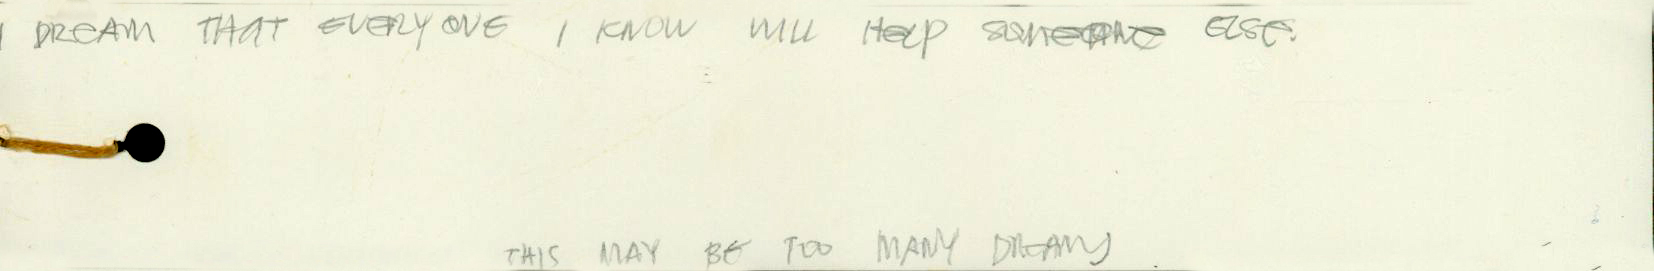 I DREAM THAT EVERYONE I KNOW WILL HELP SOMEONE ELSE.
THIS MAY BE TOO MANY DREAMS